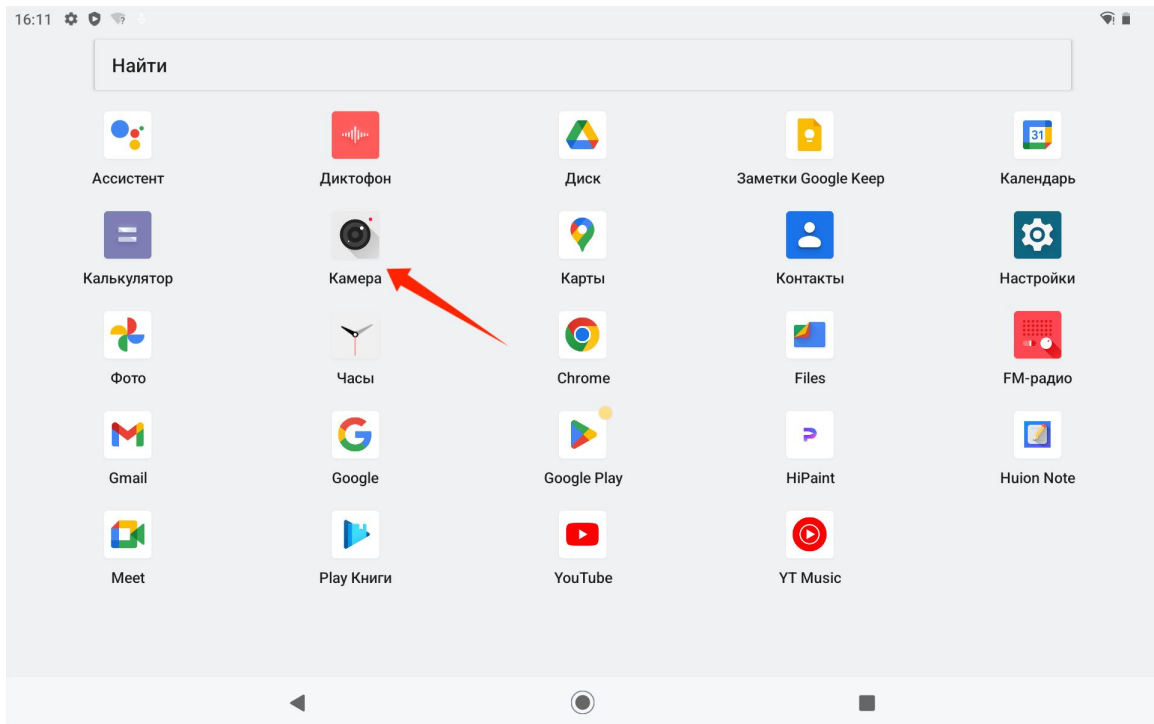 16:11
Найти
Ассистент Диктофон Диск Заметки Google Keep Календарь
31
Калькулятор Камера Карты Контакты Настройки
Фото Часы Chrome Files FM-радио
Gmail Google Google Play HiPaint Huion Note
Meet Play Книги YouTube YT Music